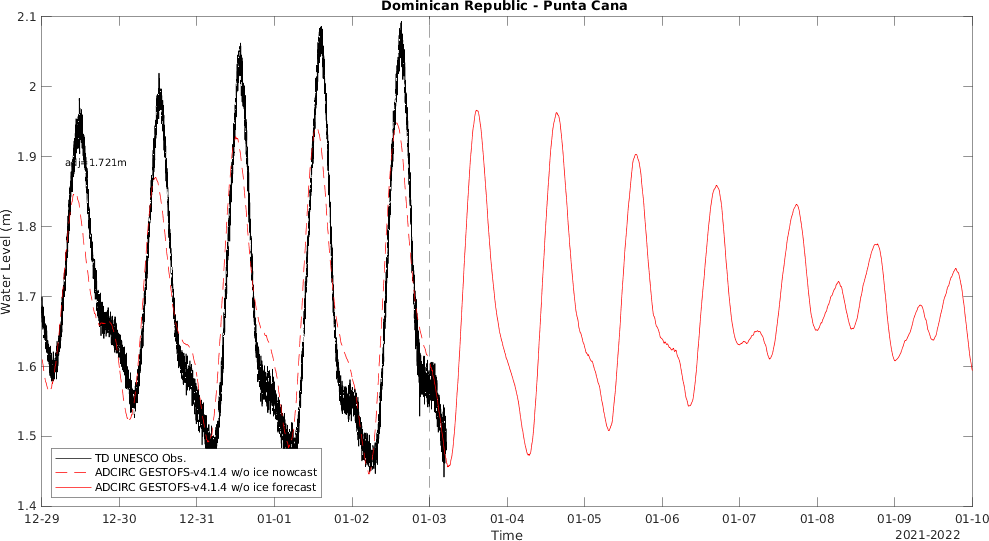 Dominican Republic - Punta Cana
2.1
2
1.9
1.8
1.7
1.6
1.5
1.4
Water Level (m)
adj=1.721m
TD UNESCO Obs.
ADCIRC GESTOFS-v4.1.4 w/o ice nowcast
ADCIRC GESTOFS-v4.1.4 w/o ice forecast
12-29 12-30 12-31 01-01 01-02 01-03 01-04 01-05 01-06 01-07 01-08 01-09 01-10
Time
2021-2022